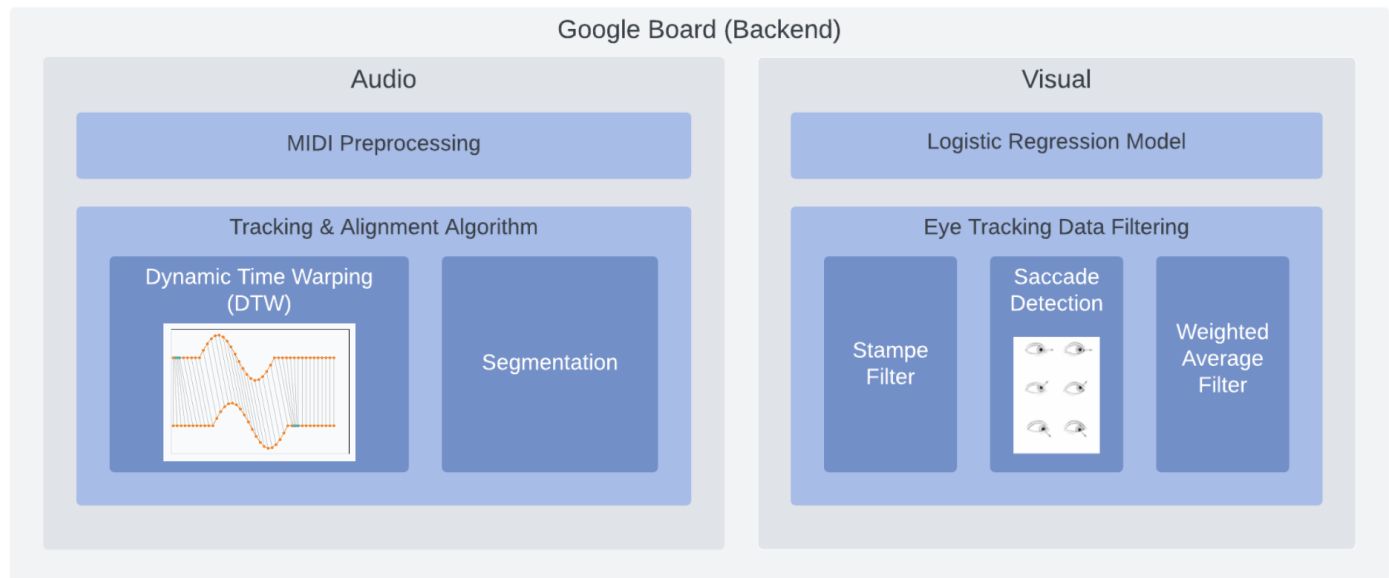 Google Board (Backend)
Audio
MIDI Preprocessing
Tracking & Alignment Algorithm
Dynamic Time Warping
(DTW)
Segmentation
Visual
Logistic Regression Model
Eye Tracking Data Filtering
Stampe
Filter
Saccade
Detection
Weighted
Average
Filter